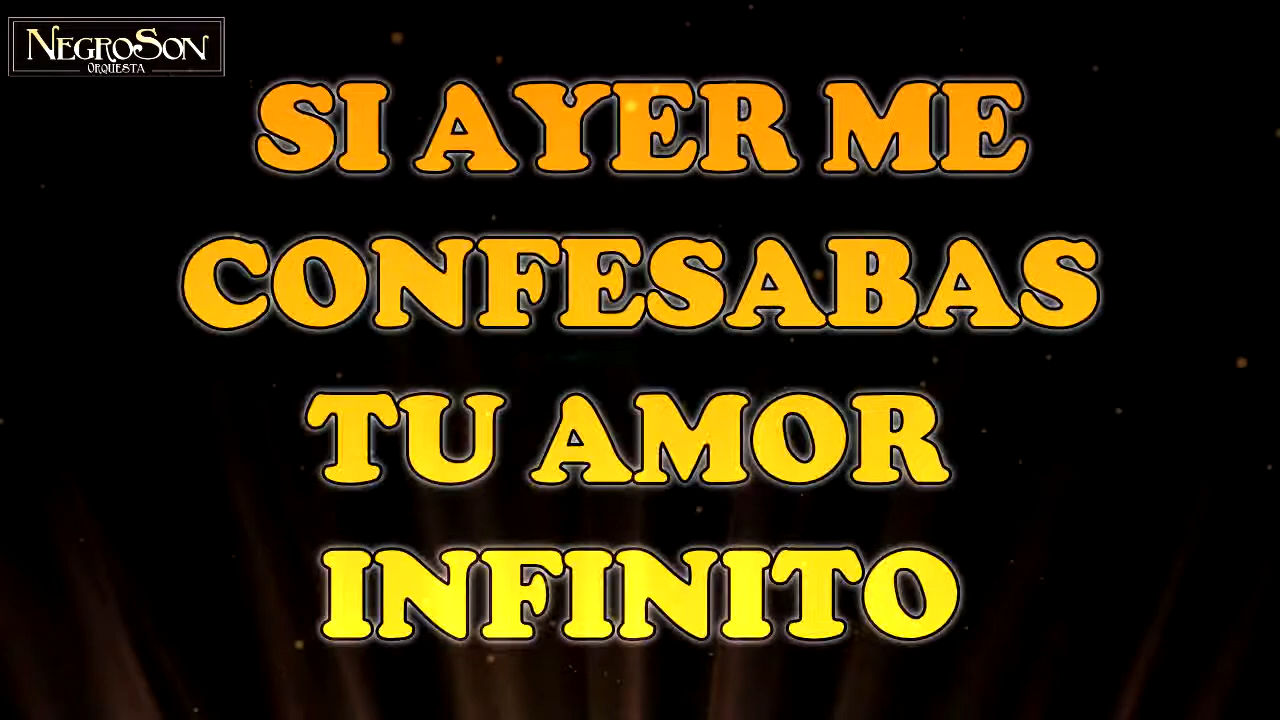 NEGROSON
ORQUESTA
SI AYER ME
CONFESABAS
TU AMOR
INFINITO